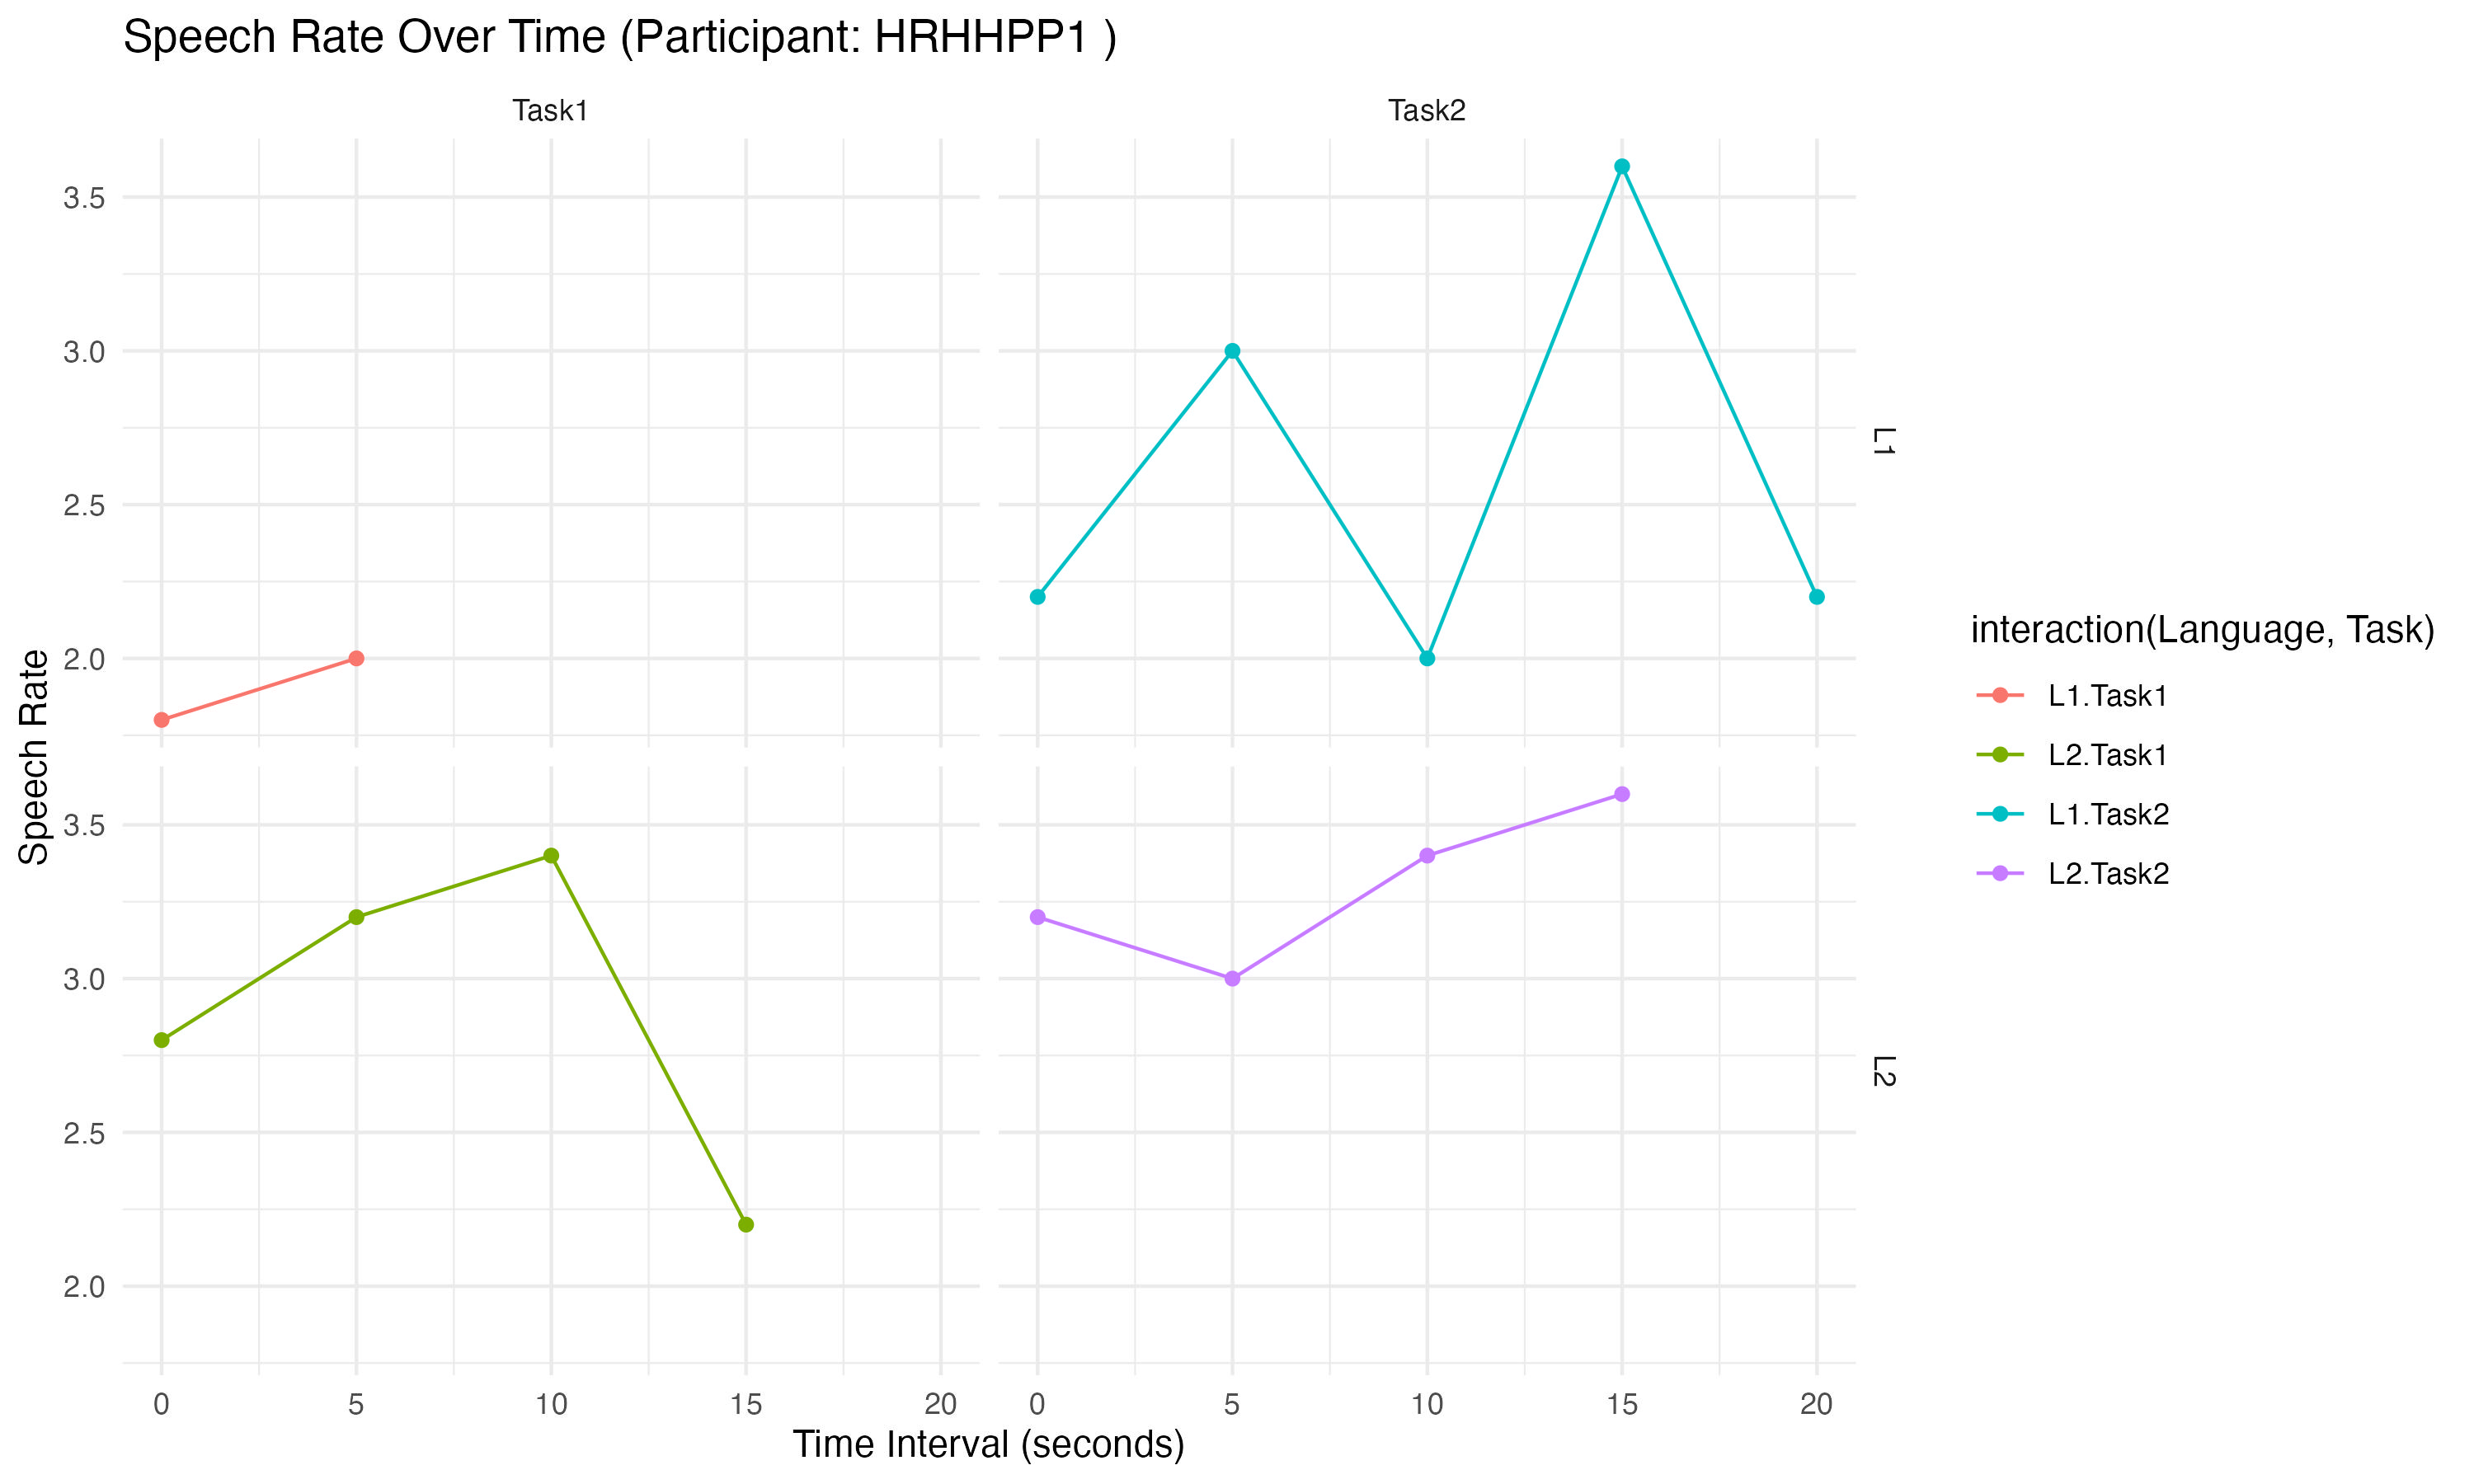 Speech Rate Over Time (Participant: HRHHPP1 )
Task1
Task2
3.5
3.0
2.5
2.0
L1
Speech Rate
3.5
3.0
2.5
2.0
L2
0 5 10 15 20
0 5 10 15 20
Time Interval (seconds)
interaction(Language, Task)
L1.Task1
L2.Task1
L1.Task2
L2.Task2